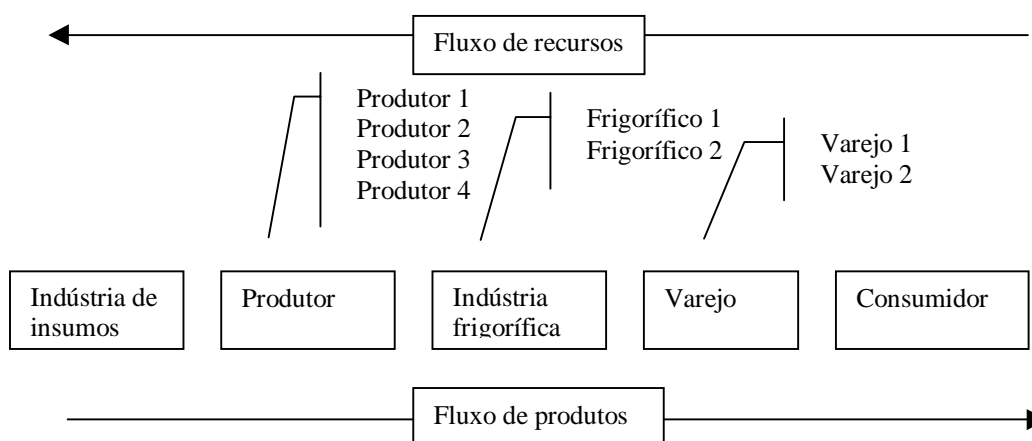 Fluxo de recursos
Produtor 1
Produtor 2
Produtor 3
Produtor 4
Frigorífico 1
Frigorífico 2
Varejo 1
Varejo 2
Indústria de
insumos
Produtor
Indústria
frigorífica
Varejo
Consumidor
Fluxo de produtos